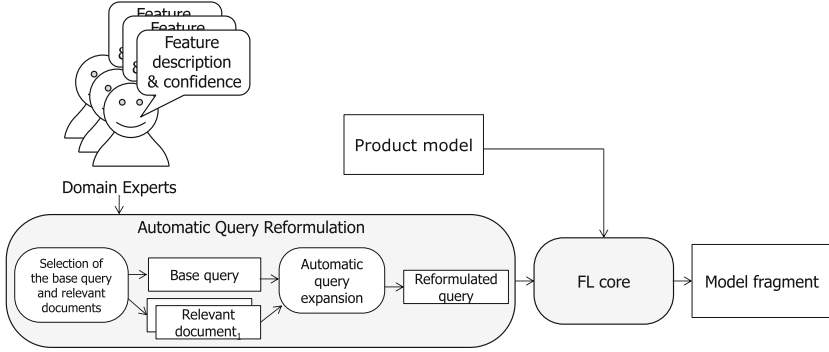 Feature
Feature
Feature
description
& confidence
Domain Experts
Product model
Automatic Query Reformulation
Selection of
the base query
and relevant
documents
Base query
Relevant
document1
Automatic
query
expansion
Reformulated
query
FL core
Model fragment